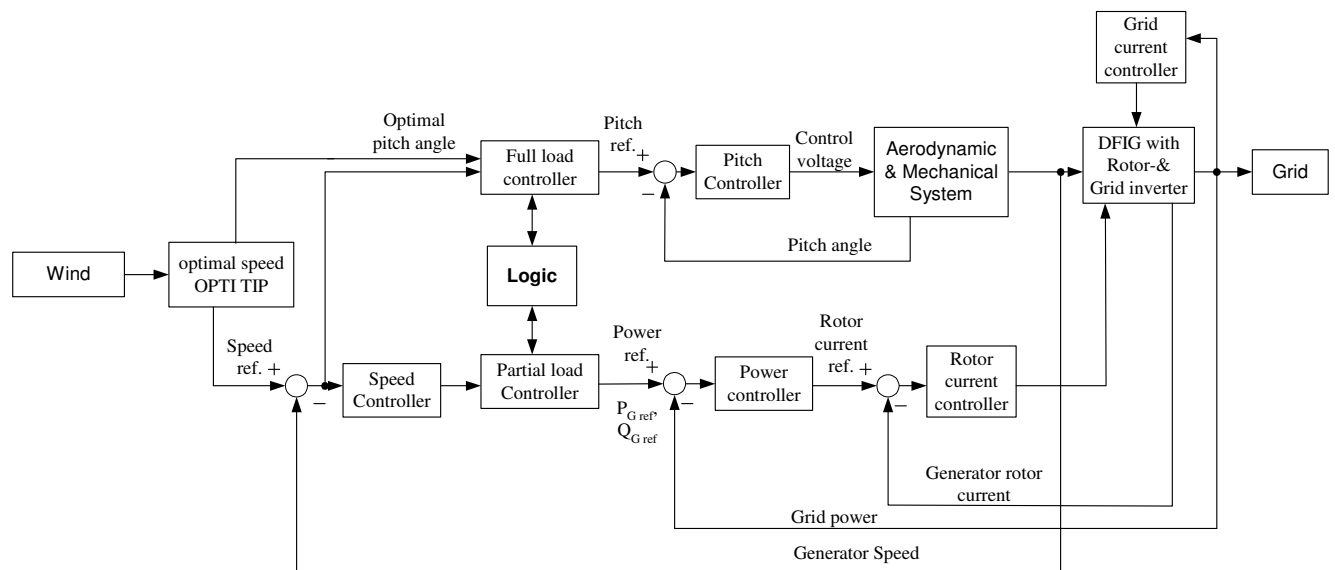 Grid
current
controller
Optimal
pitch angle
Pitch
ref.
+
−
Control
voltage
Full load
controller
Pitch
Controller
Aerodynamic
& Mechanical
System
DFIG with
Rotor-&
Grid inverter
Grid
Pitch angle
Wind
optimal speed
OPTI TIP
Logic
Speed
ref. +
−
Speed
Controller
Partial load
Controller
Power
ref. +
−
P G ref,
Q G ref
Power
controller
Rotor
current
ref. +
−
Rotor
current
controller
Generator rotor
current
Grid power
Generator Speed